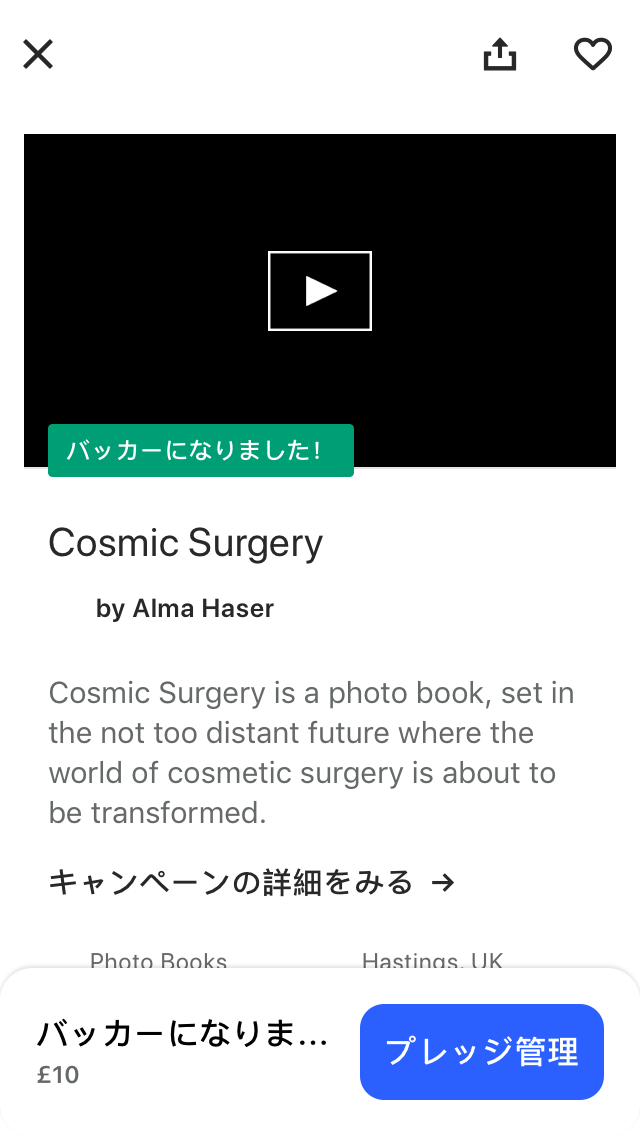 バッカーになりました!
Cosmic Surgery
by Alma Haser
Cosmic Surgery is a photo book, set in
the not too distant future where the
world of cosmetic surgery is about to
be transformed.
キャンペーンの詳細をみる →
Photo Books
Hastings, UK
バッカーになりま...
£10
プレッジ管理